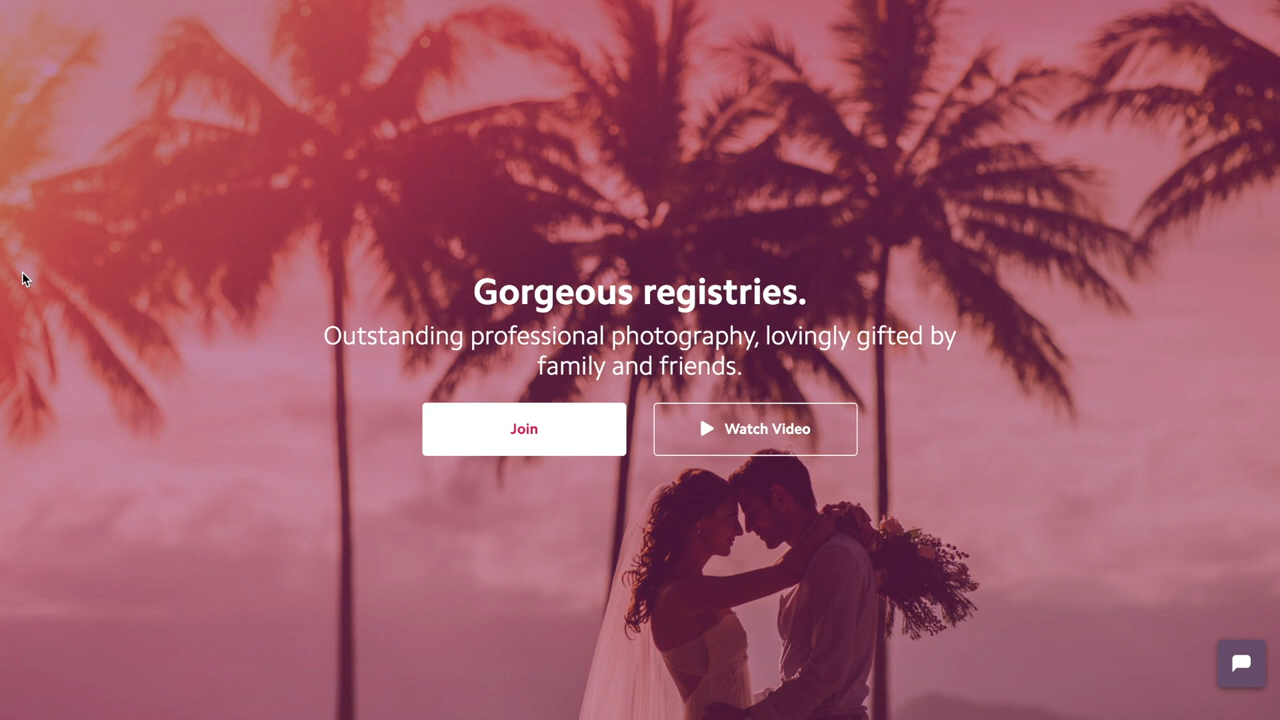 Gorgeous registries.
Outstanding professional photography, lovingly gifted by
family and friends.
Join
Watch Video